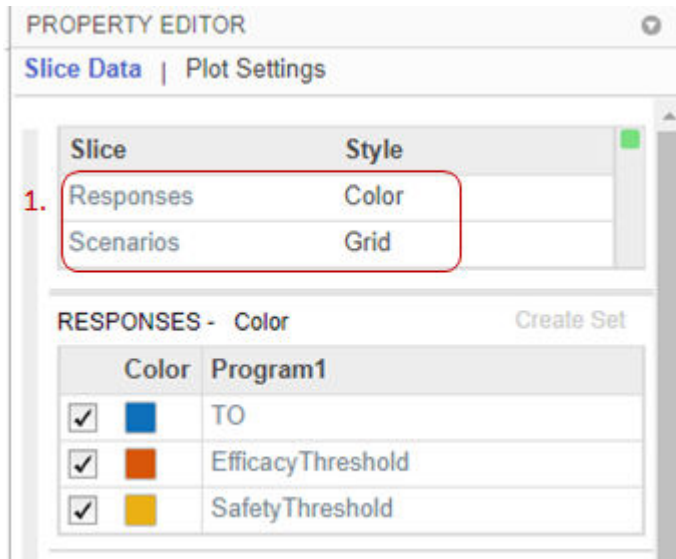 PROPERTY EDITOR
Slice Data | Plot Settings
Slice Style
1. Responses Color
Scenarios Grid
RESPONSES - Color Create Set
Color Program1
TO
EfficacyThreshold
SafetyThreshold